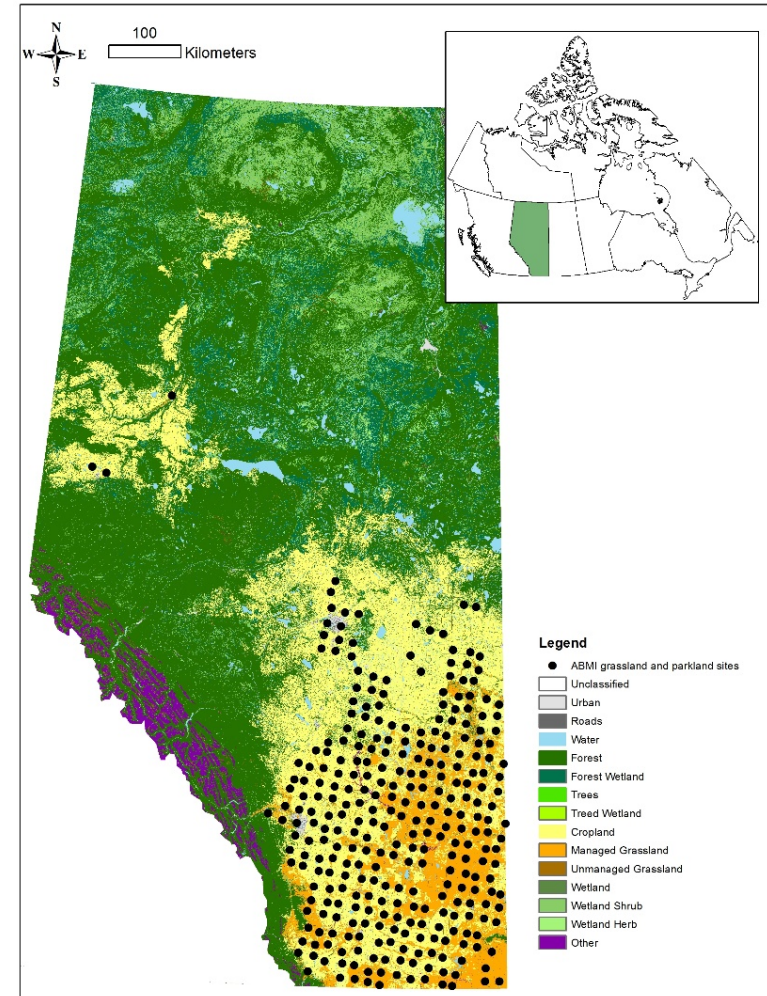 N
W E
S
100
Kilometers
Legend
ABMI grassland and parkland sites
Unclassified
Urban
Roads
Water
Forest
Forest Wetland
Trees
Treed Wetland
Cropland
Managed Grassland
Unmanaged Grassland
Wetland
Wetland Shrub
Wetland Herb
Other